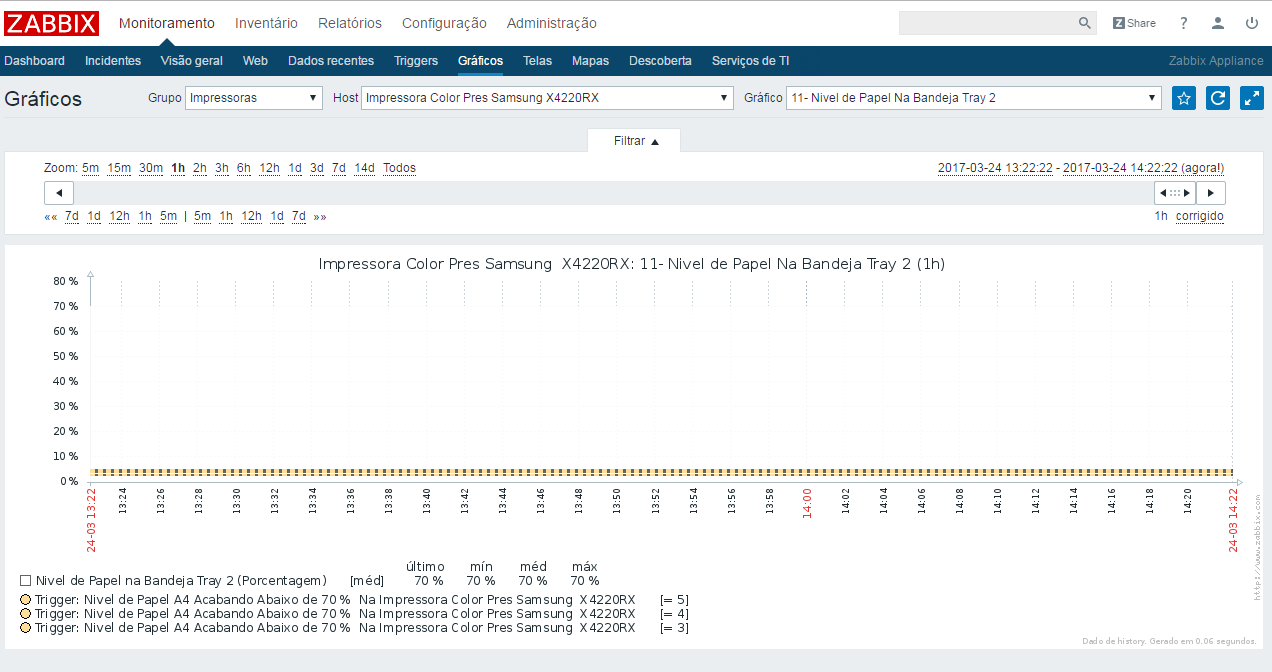 ZABBIX Monitoramento Inventário Relatórios Configuração Administração Z Share ?
Dashboard Incidentes Visão geral Web Dados recentes Triggers Gráficos Telas Mapas Descoberta Serviços de TI Zabbix Appliance
Gráficos Grupo Impressoras Host Impressora Color Pres Samsung X4220RX Gráfico 11- Nivel de Papel Na Bandeja Tray 2
Filtrar
Zoom: 5m 15m 30m 1h 2h 3h 6h 12h 1d 3d 7d 14d Todos 2017-03-24 13:22:22 - 2017-03-24 14:22:22 (agora!)
«« 7d 1d 12h 1h 5m | 5m 1h 12h 1d 7d »» 1h corrigido
Impressora Color Pres Samsung X4220RX: 11- Nivel de Papel Na Bandeja Tray 2 (1h)
80 %
70 %
60 %
50 %
40 %
30 %
20 %
10 %
0 %
24-03 13:22 13:24 13:26 13:28 13:30 13:32 13:34 13:36 13:38 13:40 13:42 13:44 13:46 13:48 13:50 13:52 13:54 13:56 13:58 14:00 14:02 14:04 14:06 14:08 14:10 14:12 14:14 14:16 14:18 14:20 24-03 14:22
http://www.zabbix.com
último mín méd máx
Nivel de Papel na Bandeja Tray 2 (Porcentagem) [méd] 70 % 70 % 70 % 70 %
Trigger: Nivel de Papel A4 Acabando Abaixo de 70 % Na Impressora Color Pres Samsung X4220RX [= 5]
Trigger: Nivel de Papel A4 Acabando Abaixo de 70 % Na Impressora Color Pres Samsung X4220RX [= 4]
Trigger: Nivel de Papel A4 Acabando Abaixo de 70 % Na Impressora Color Pres Samsung X4220RX [= 3]
Dado de history. Gerado em 0.06 segundos.